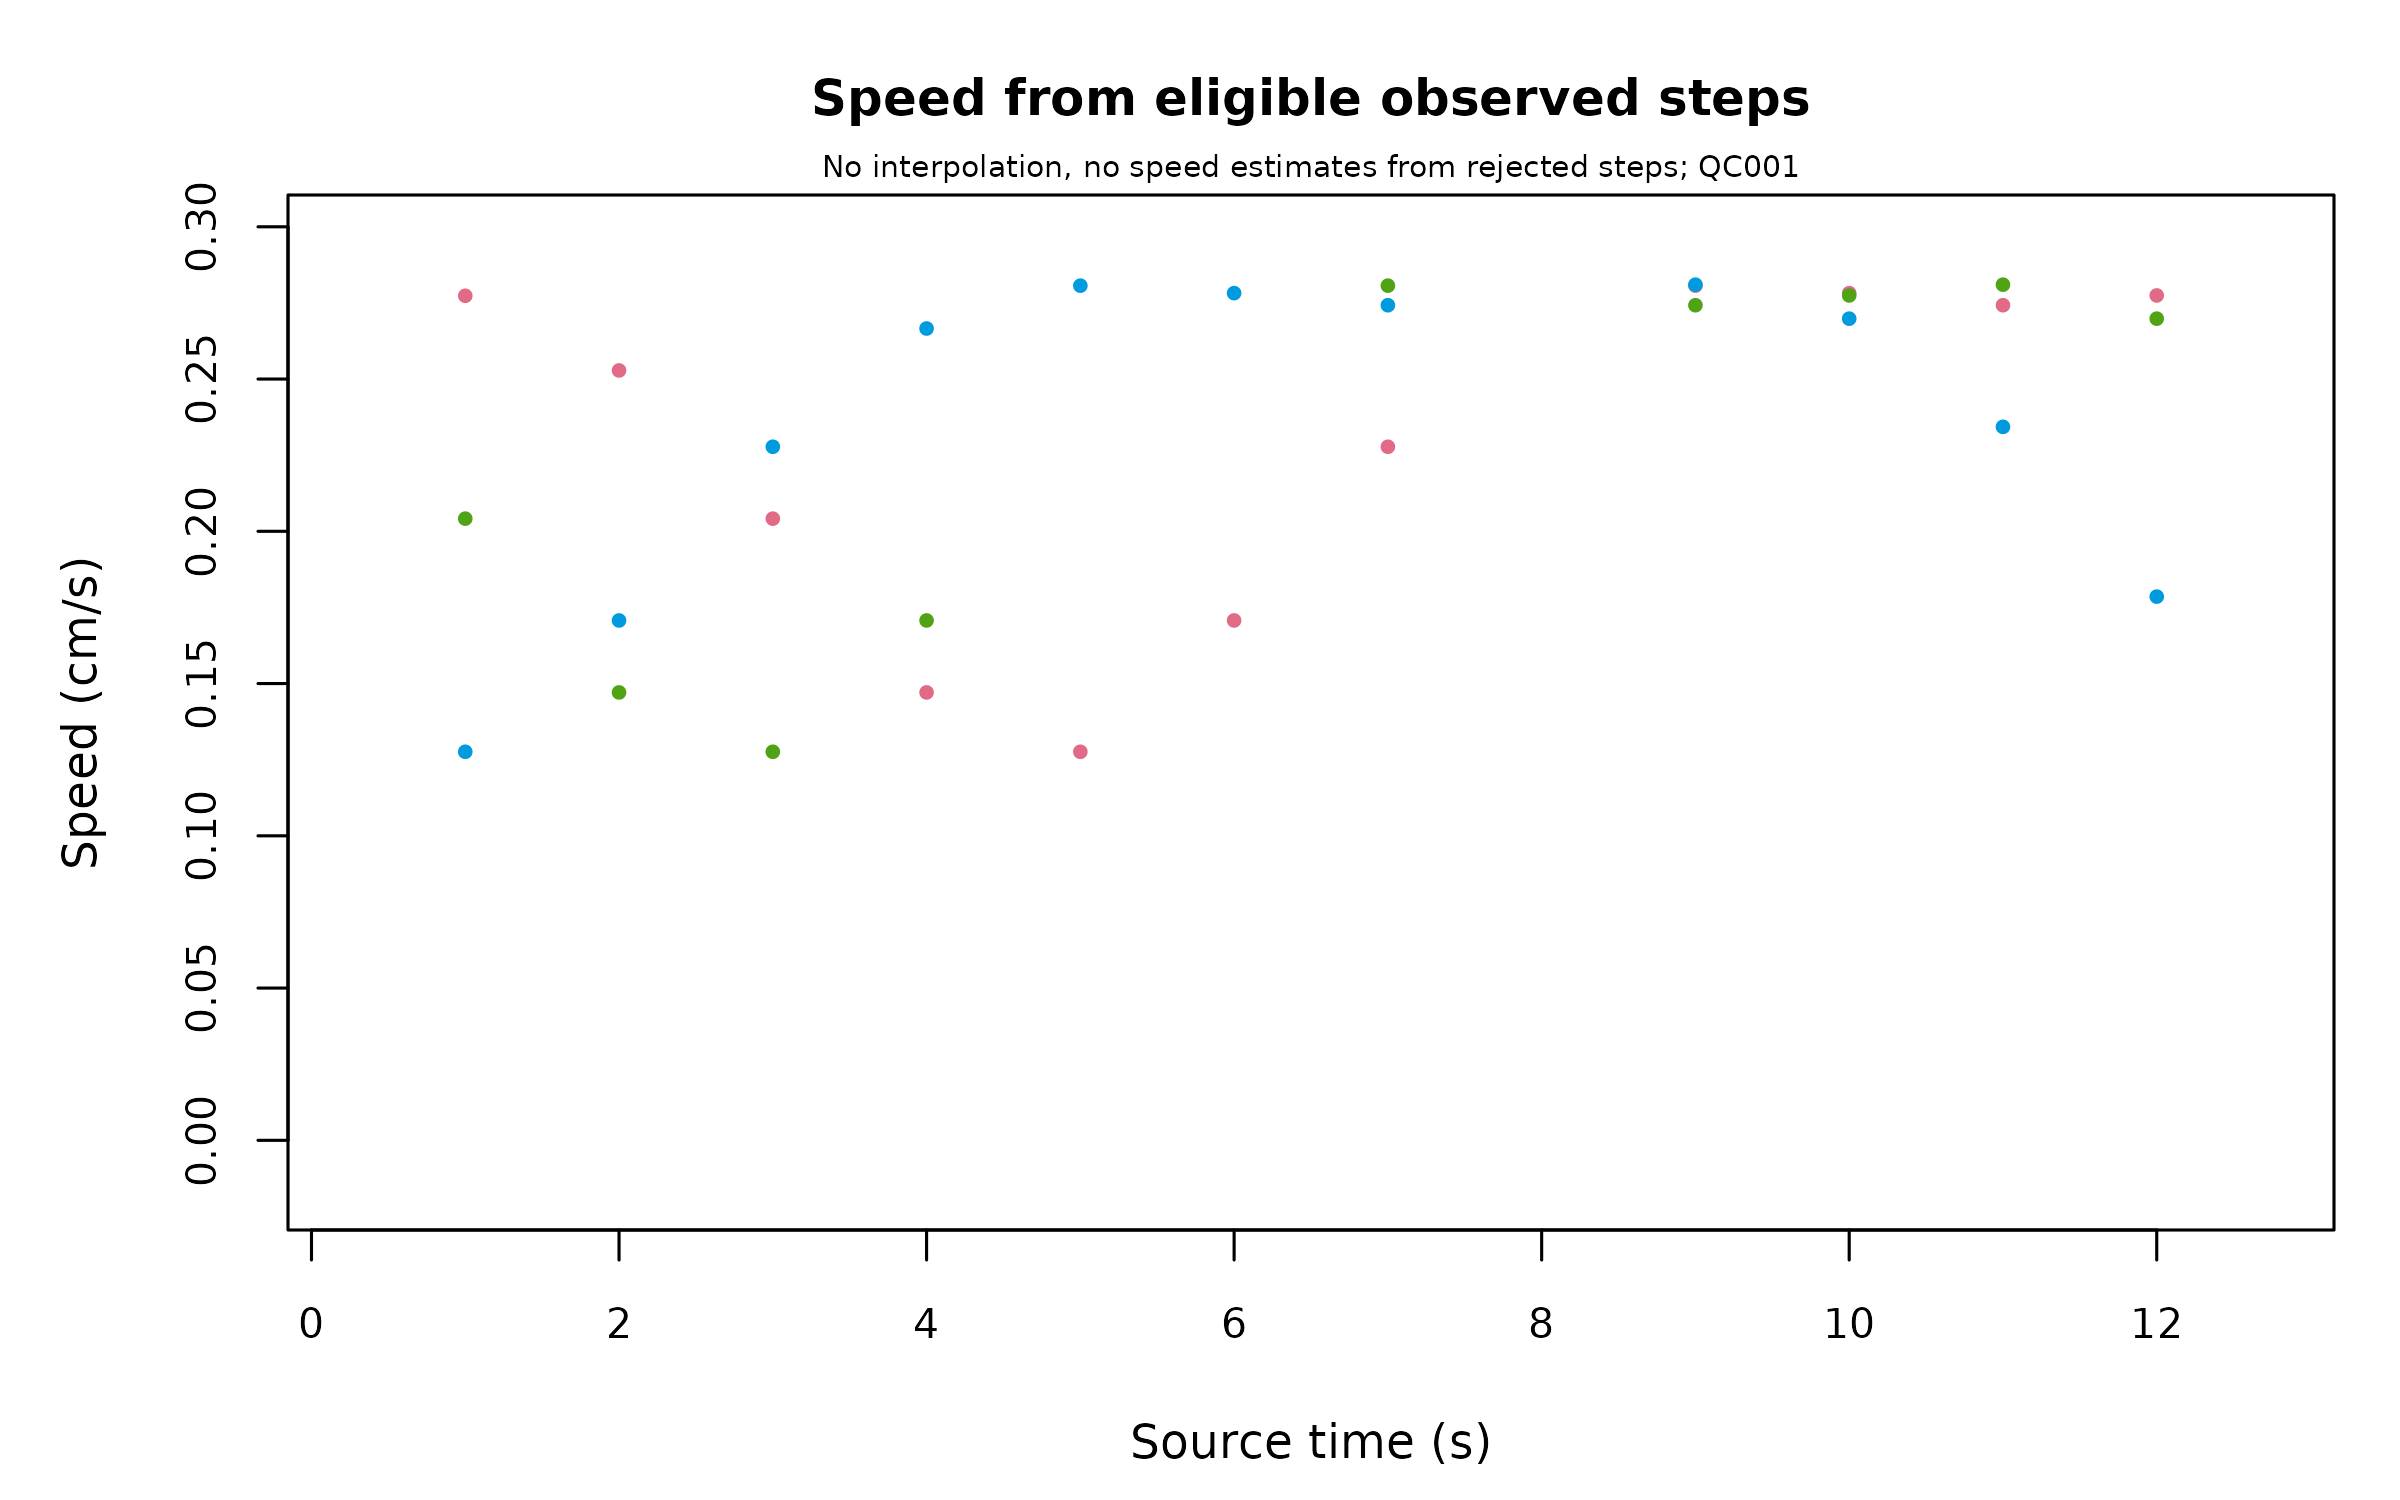 Speed from eligible observed steps
No interpolation, no speed estimates from rejected steps; QC001
Speed (cm/s)
0.30
0.25
0.20
0.15
0.10
0.05
0.00
0 2 4 6 8 10 12
Source time (s)